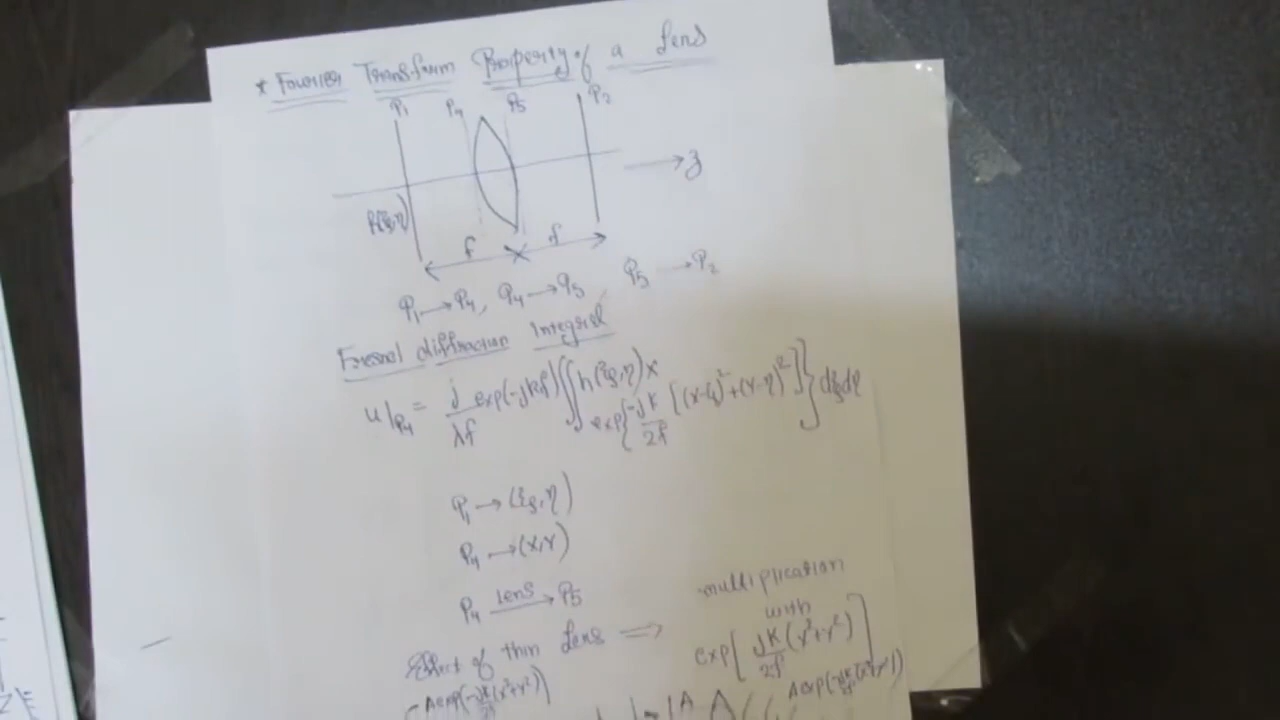 * Fourier Transform Property of a Lens
P1 P4 P5 P2
z
h(ξ,η)
f f
P1 → P4, P4 → P5, P5 → P2
Fresnel diffraction Integral
u|P4 = j/λf exp(-jkf) ∫∫ h(ξ,η) x
exp{-jk/2f [(x-ξ)²+(y-η)²]} dξdη
P1 → (ξ,η)
P4 → (x,y)
P4 Lens→ P5
Effect of thin Lens ⇒ multiplication
with
exp[jk/2f (x²+y²)]